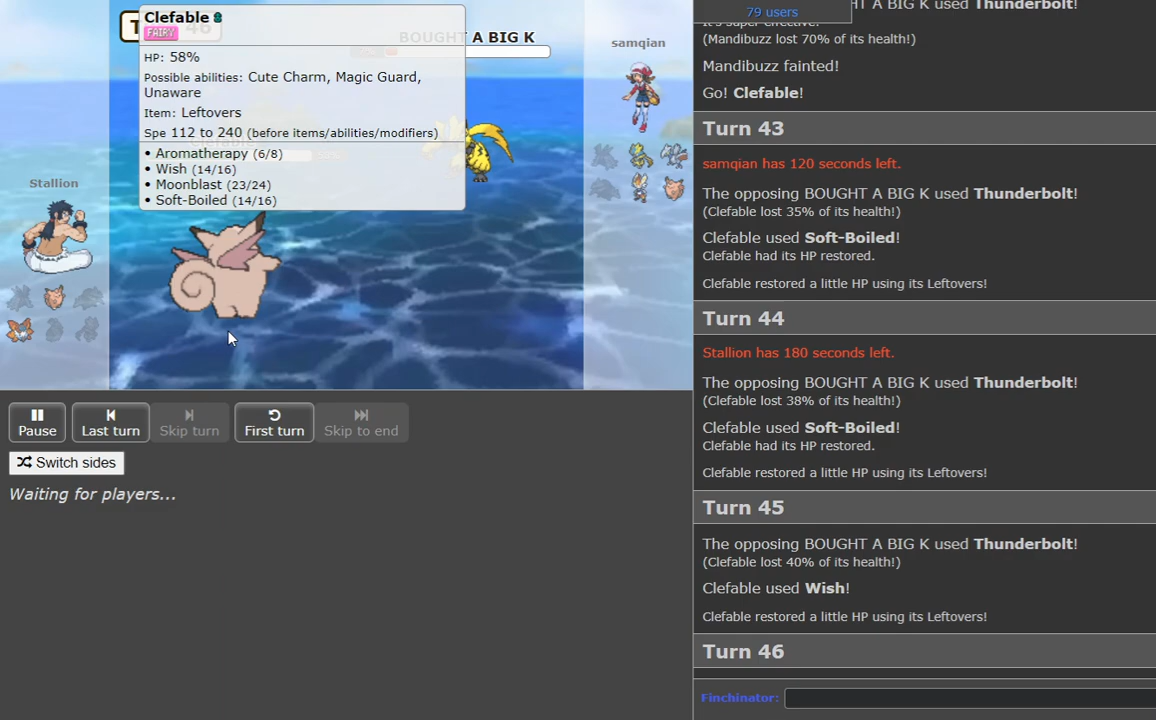 Clefable
FAIRY
HP: 58%
Possible abilities: Cute Charm, Magic Guard,
Unaware
Item: Leftovers
Spe 112 to 240 (before items/abilities/modifiers)
• Aromatherapy (6/8)
• Wish (14/16)
• Moonblast (23/24)
• Soft-Boiled (14/16)
46
BOUGHT A BIG K
Stallion
samqian
Pause
Last turn
Skip turn
First turn
Skip to end
Switch sides
Waiting for players...
79 users
(Mandibuzz lost 70% of its health!)
Mandibuzz fainted!
Go! Clefable!
Turn 43
samqian has 120 seconds left.
The opposing BOUGHT A BIG K used Thunderbolt!
(Clefable lost 35% of its health!)
Clefable used Soft-Boiled!
Clefable had its HP restored.
Clefable restored a little HP using its Leftovers!
Turn 44
Stallion has 180 seconds left.
The opposing BOUGHT A BIG K used Thunderbolt!
(Clefable lost 38% of its health!)
Clefable used Soft-Boiled!
Clefable had its HP restored.
Clefable restored a little HP using its Leftovers!
Turn 45
The opposing BOUGHT A BIG K used Thunderbolt!
(Clefable lost 40% of its health!)
Clefable used Wish!
Clefable restored a little HP using its Leftovers!
Turn 46
Finchinator: